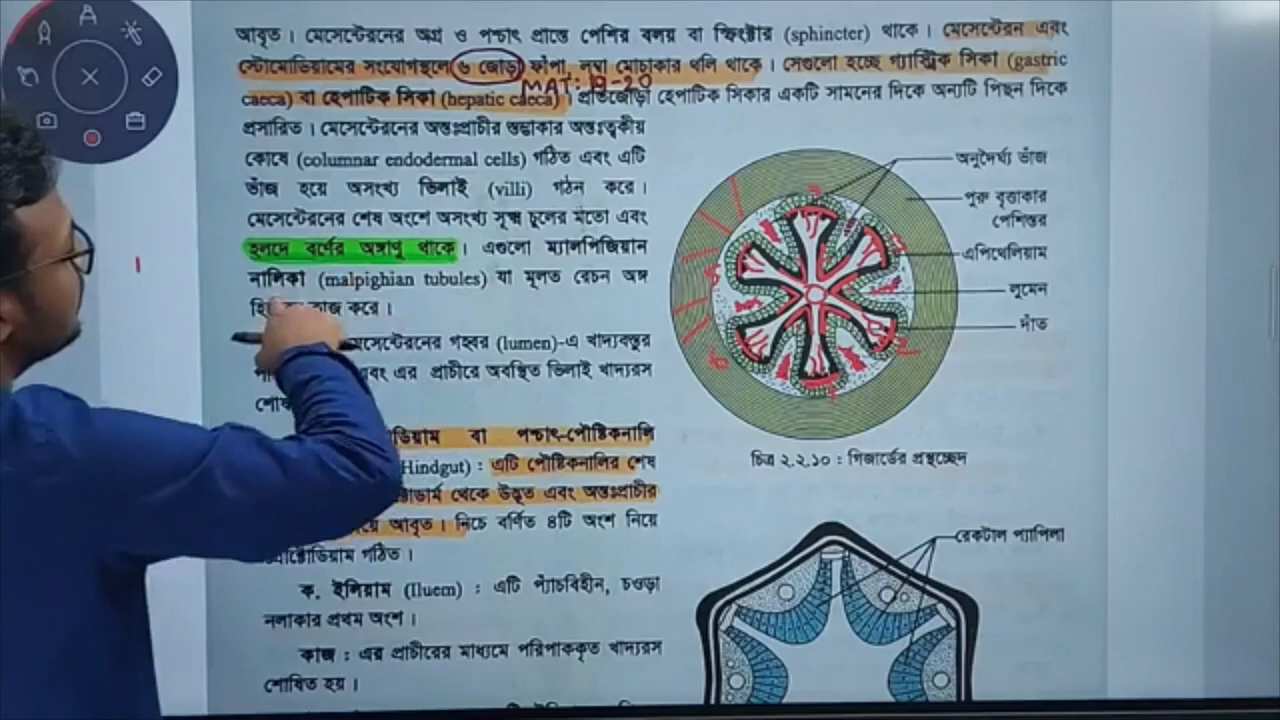 আবৃত। মেসেন্টেরনের অগ্র ও পশ্চাৎ প্রান্তে পেশির বলয় বা স্ফিংক্টার (sphincter) থাকে। মেসেন্টেরন এবং
স্টোমোডিয়ামের সংযোগস্থলে ৬ জোড়া ফাঁপা, লম্বা মোচাকার থলি থাকে। সেগুলো হচ্ছে গ্যাস্ট্রিক সিকা (gastric
MAT: 19-20
caeca) বা হেপাটিক সিকা (hepatic caeca)। প্রতিজোড়া হেপাটিক সিকার একটি সামনের দিকে অন্যটি পিছন দিকে
প্রসারিত। মেসেন্টেরনের অন্তঃপ্রাচীর স্তম্ভাকার অন্তঃত্বকীয়
কোষে (columnar endodermal cells) গঠিত এবং এটি
ভাঁজ হয়ে অসংখ্য ভিলাই (villi) গঠন করে।
মেসেন্টেরনের শেষ অংশে অসংখ্য সূক্ষ্ম চুলের মতো এবং
হলদে বর্ণের অঙ্গাণু থাকে। এগুলো ম্যালপিজিয়ান
নালিকা (malpighian tubules) যা মূলত রেচন অঙ্গ
কাজ করে।
মেসেন্টেরনের গহ্বর (lumen)-এ খাদ্যবস্তুর
এবং এর প্রাচীরে অবস্থিত ভিলাই খাদ্যরস
বা পশ্চাৎ-পৌষ্টিকনালি
Hindgut) : এটি পৌষ্টিকনালির শেষ
থেকে উদ্ভূত এবং অন্তঃপ্রাচীর
আবৃত। নিচে বর্ণিত ৪টি অংশ নিয়ে
গঠিত।
ক. ইলিয়াম (Iluem) : এটি প্যাঁচবিহীন, চওড়া
নলাকার প্রথম অংশ।
কাজ : এর প্রাচীরের মাধ্যমে পরিপাককৃত খাদ্যরস
শোষিত হয়।
অনুদৈর্ঘ্য ভাঁজ
পুরু বৃত্তাকার
পেশিস্তর
এপিথেলিয়াম
লুমেন
দাঁত
চিত্র ২.২.১০ : গিজার্ডের প্রস্থচ্ছেদ
রেকটাল প্যাপিলা